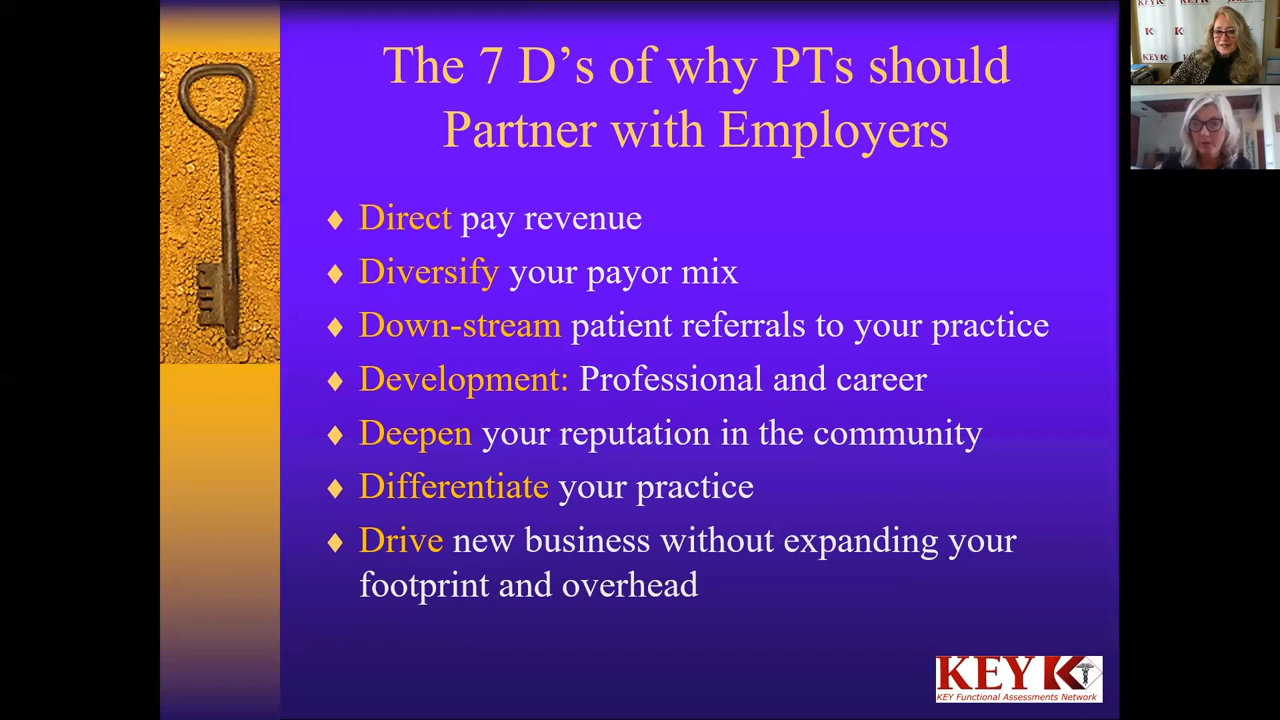 The 7 D's of why PTs should
Partner with Employers
Direct pay revenue
Diversify your payor mix
Down-stream patient referrals to your practice
Development: Professional and career
Deepen your reputation in the community
Differentiate your practice
Drive new business without expanding your
footprint and overhead
KEY
KEY Functional Assessments Network
KEY
KEY